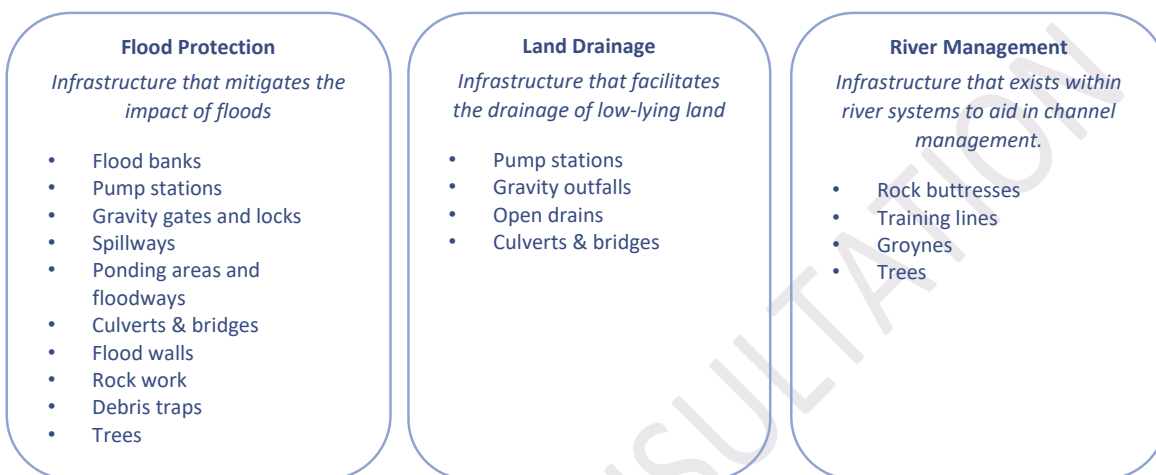 Flood Protection
Infrastructure that mitigates the
impact of floods
• Flood banks
• Pump stations
• Gravity gates and locks
• Spillways
• Ponding areas and
floodways
• Culverts & bridges
• Flood walls
• Rock work
• Debris traps
• Trees
Land Drainage
Infrastructure that facilitates
the drainage of low-lying land
• Pump stations
• Gravity outfalls
• Open drains
• Culverts & bridges
River Management
Infrastructure that exists within
river systems to aid in channel
management.
• Rock buttresses
• Training lines
• Groynes
• Trees
NSULTATION